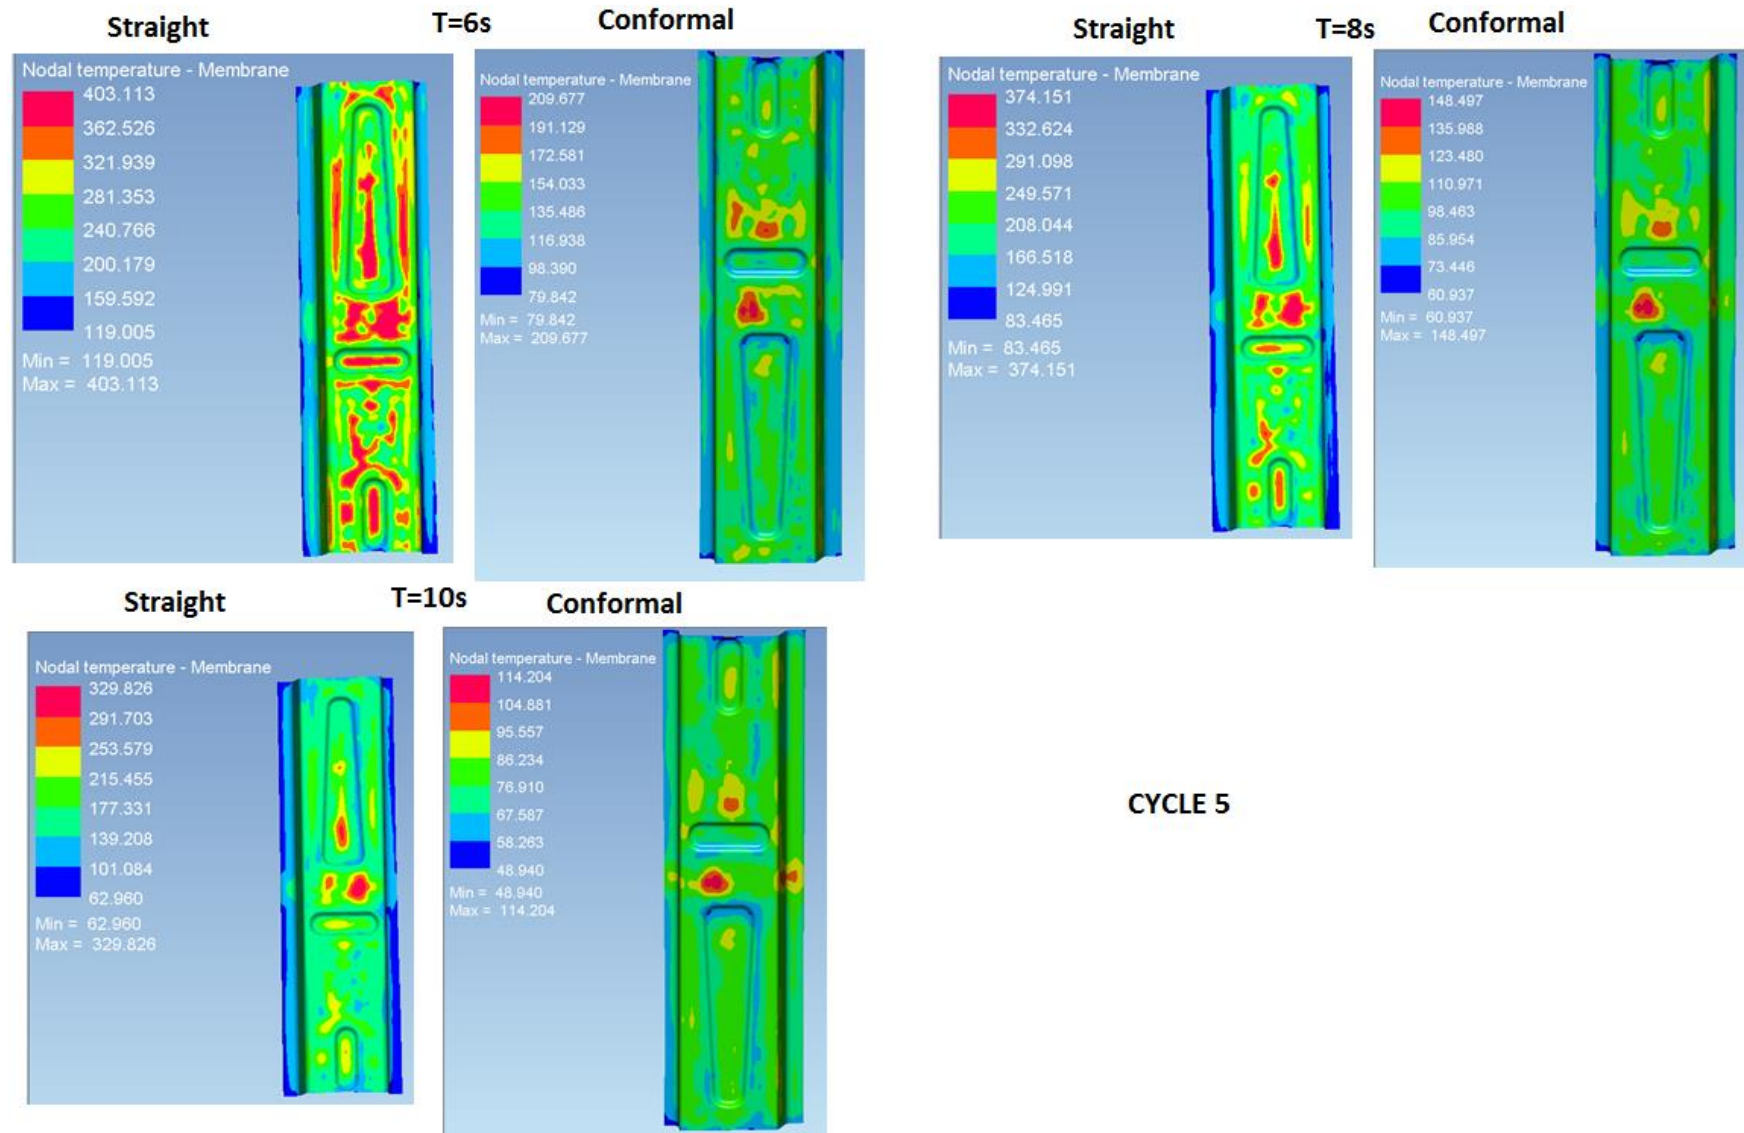 Straight
T=6s
Conformal
Nodal temperature - Membrane
403.113
362.526
321.939
281.353
240.766
200.179
159.592
119.005
Min = 119.005
Max = 403.113
Nodal temperature - Membrane
209.677
191.129
172.581
154.033
135.486
116.938
98.390
79.842
Min = 79.842
Max = 209.677
Straight
T=8s
Conformal
Nodal temperature - Membrane
374.151
332.624
291.098
249.571
208.044
166.518
124.991
83.465
Min = 83.465
Max = 374.151
Nodal temperature - Membrane
148.497
135.988
123.480
110.971
98.463
85.954
73.446
60.937
Min = 60.937
Max = 148.497
Straight
T=10s
Conformal
Nodal temperature - Membrane
329.826
291.703
253.579
215.455
177.331
139.208
101.084
62.960
Min = 62.960
Max = 329.826
Nodal temperature - Membrane
114.204
104.881
95.557
86.234
76.910
67.587
58.263
48.940
Min = 48.940
Max = 114.204
CYCLE 5